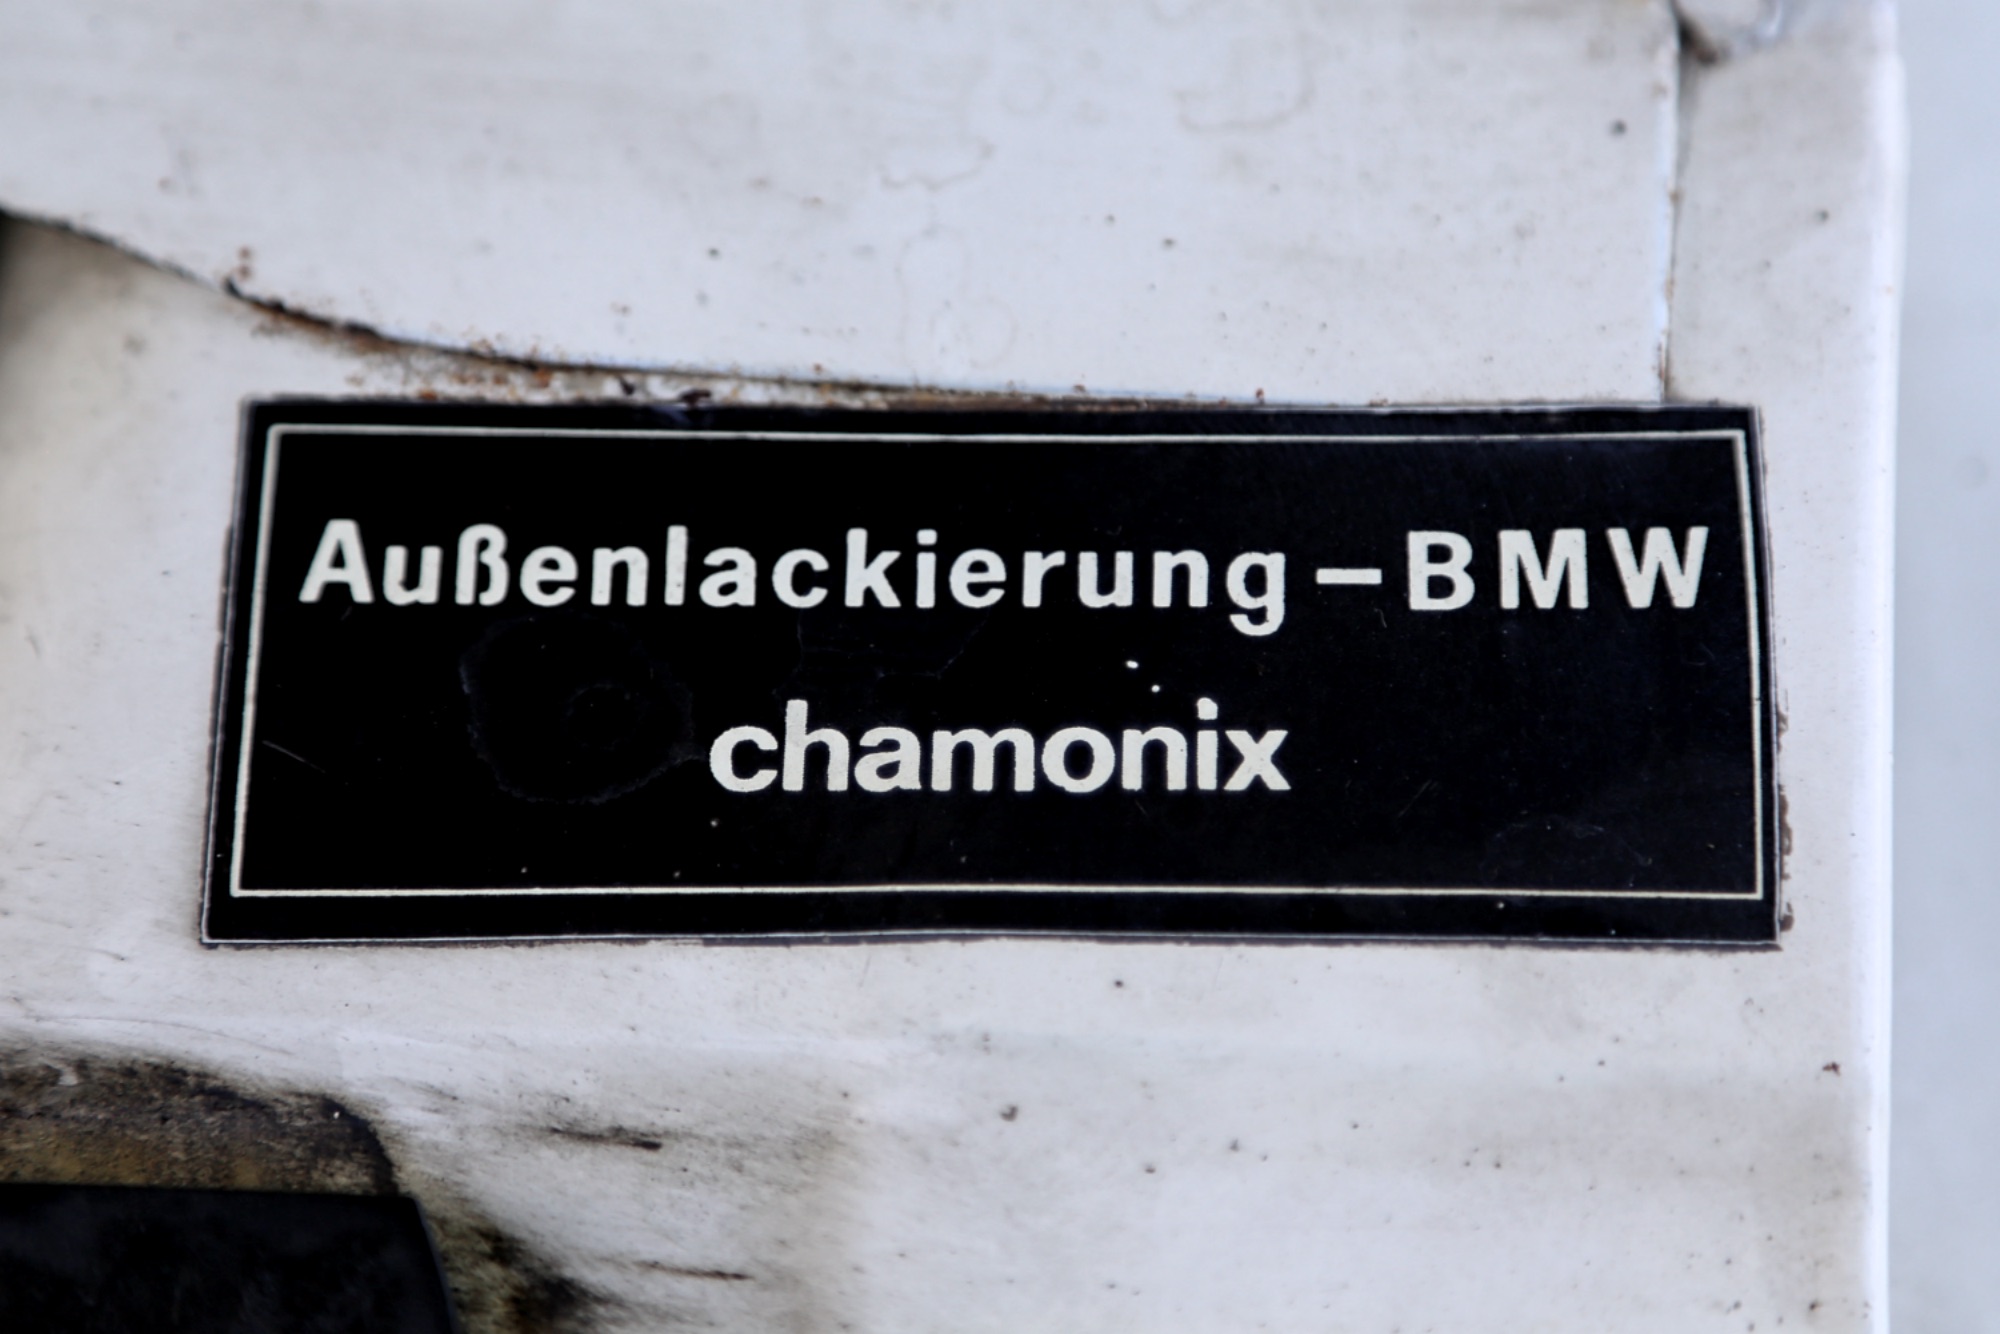 Außenlackierung – BMW
chamonix